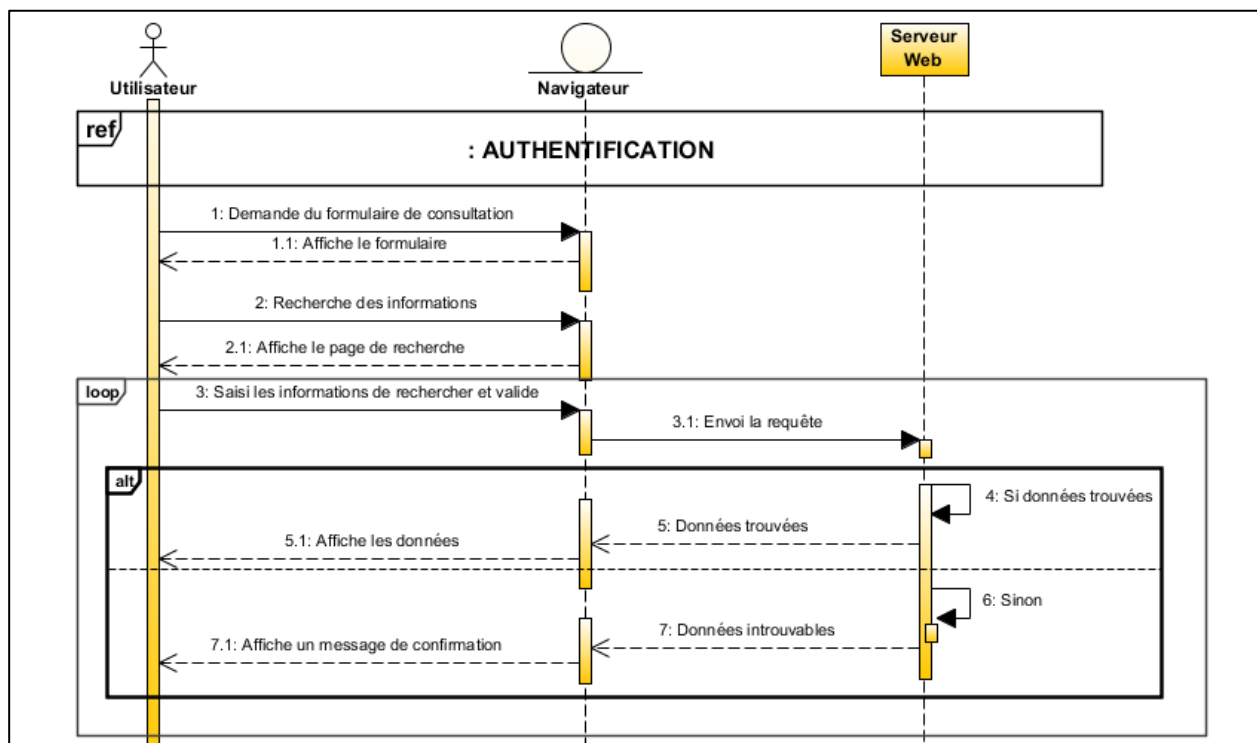 Serveur
Web
Utilisateur
Navigateur
ref
: AUTHENTIFICATION
1: Demande du formulaire de consultation
1.1: Affiche le formulaire
2: Recherche des informations
2.1: Affiche le page de recherche
loop
3: Saisi les informations de rechercher et valide
3.1: Envoi la requête
alt
4: Si données trouvées
5: Données trouvées
5.1: Affiche les données
6: Sinon
7: Données introuvables
7.1: Affiche un message de confirmation